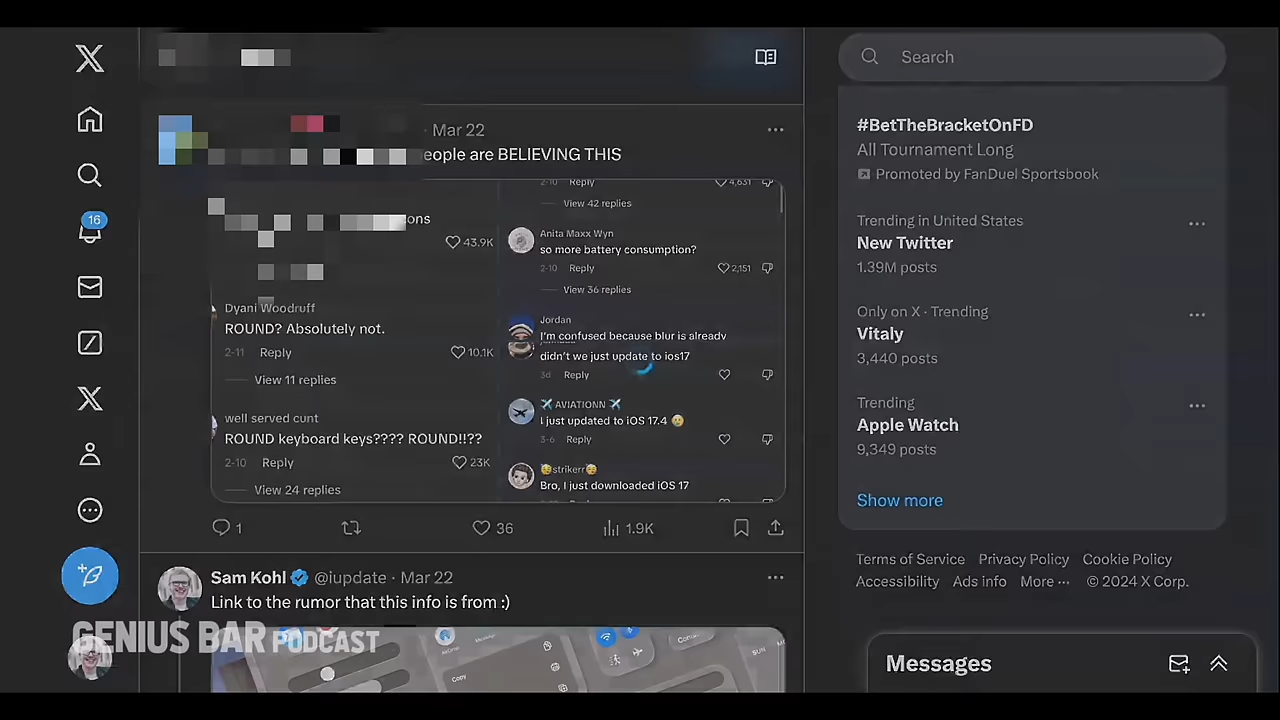 16
GENIUS BAR PODCAST
· Mar 22
eople are BELIEVING THIS
ons
43.9K
Dyani Woodruff
ROUND? Absolutely not.
2-11 Reply 10.1K
View 11 replies
well served cunt
ROUND keyboard keys???? ROUND!!??
2-10 Reply 23K
View 24 replies
2-10 Reply 4,631
View 42 replies
Anita Maxx Wyn
so more battery consumption?
2-10 Reply 2,151
View 36 replies
Jordan
I'm confused because blur is already
didn't we just update to ios17
3d Reply
✈️ AVIATIONN ✈️
I just updated to iOS 17.4 🥲
3-6 Reply
😥strikerr😥
Bro, I just downloaded iOS 17
1 36 1.9K
Sam Kohl @iupdate · Mar 22
Link to the rumor that this info is from :)
Copy
SUN
Search
#BetTheBracketOnFD
All Tournament Long
Promoted by FanDuel Sportsbook
Trending in United States
New Twitter
1.39M posts
Only on X · Trending
Vitaly
3,440 posts
Trending
Apple Watch
9,349 posts
Show more
Terms of Service Privacy Policy Cookie Policy
Accessibility Ads info More ··· © 2024 X Corp.
Messages